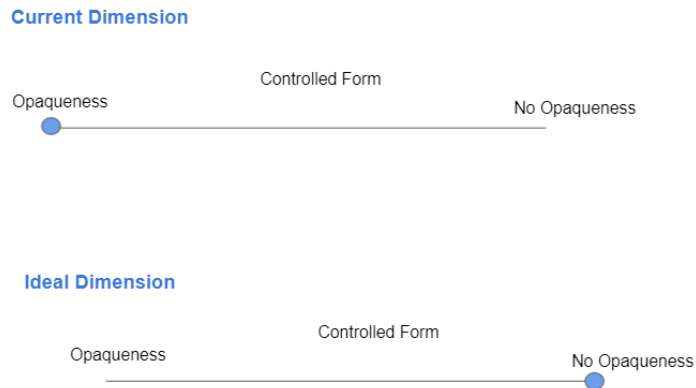 Current Dimension
Controlled Form
Opaqueness
No Opaqueness
Ideal Dimension
Controlled Form
Opaqueness
No Opaqueness